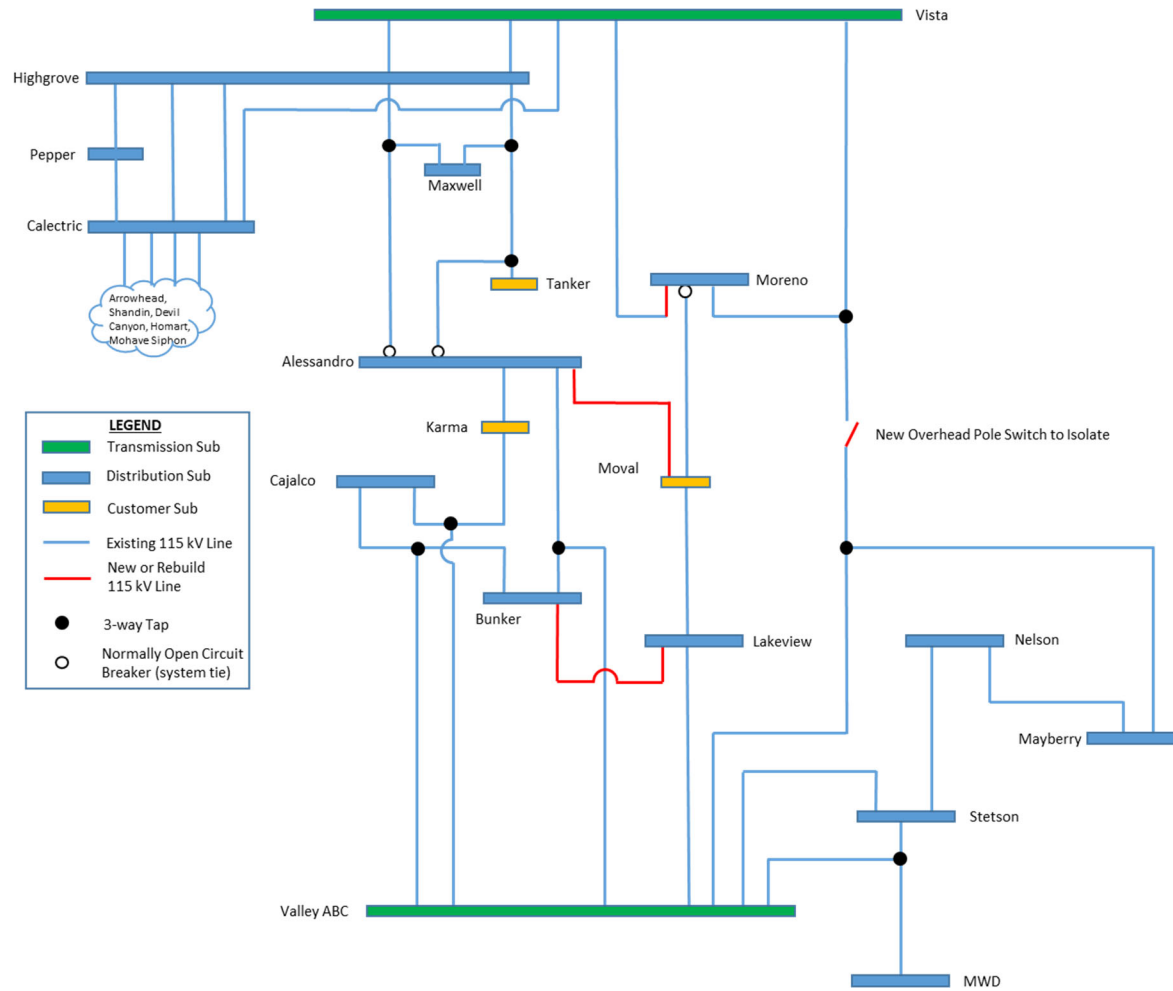 Vista
Highgrove
Pepper
Maxwell
Calectric
Tanker
Moreno
Arrowhead,
Shandin, Devil
Canyon, Homart,
Mohave Siphon
Alessandro
LEGEND
Transmission Sub
Distribution Sub
Customer Sub
Existing 115 kV Line
New or Rebuild
115 kV Line
3-way Tap
Normally Open Circuit
Breaker (system tie)
Karma
New Overhead Pole Switch to Isolate
Cajalco
Moval
Bunker
Lakeview
Nelson
Mayberry
Stetson
Valley ABC
MWD